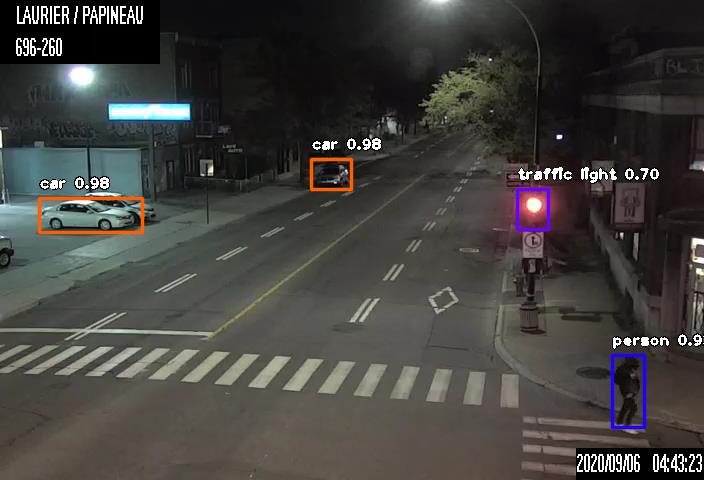 LAURIER / PAPINEAU
696-260
car 0.98
traffic light 0.70
car 0.98
person 0.9
2020/09/06 04:43:23